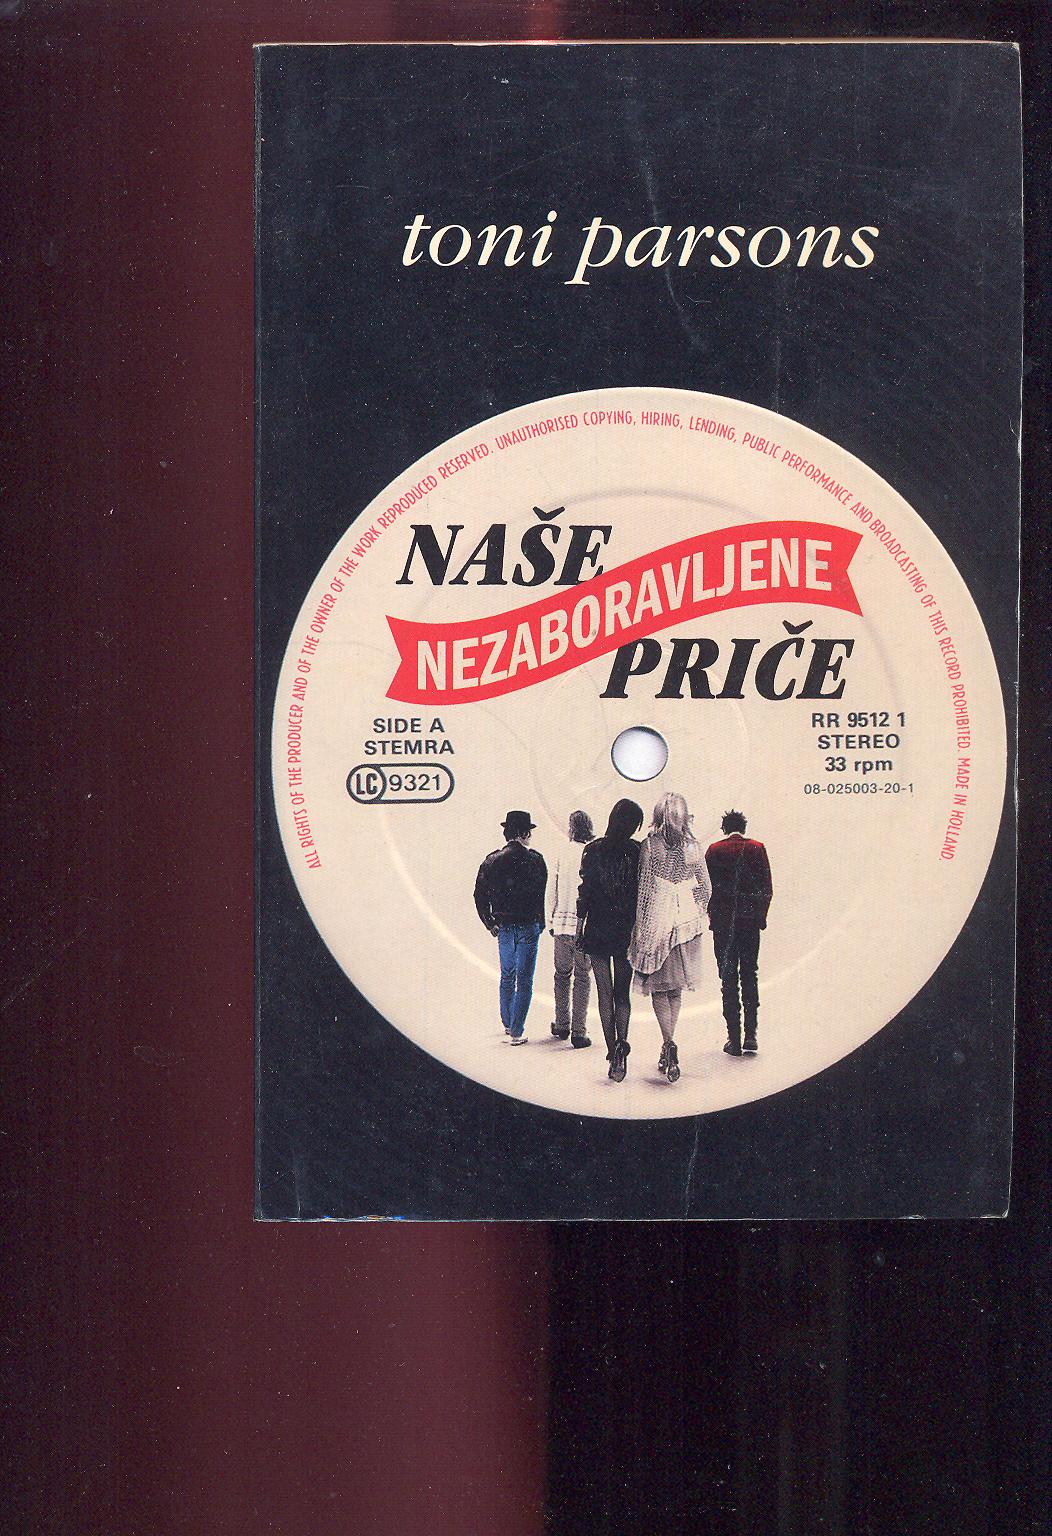 toni parsons
ALL RIGHTS OF THE PRODUCER AND OF THE OWNER OF THE WORK REPRODUCED RESERVED. UNAUTHORISED COPYING, HIRING, LENDING, PUBLIC PERFORMANCE AND BROADCASTING OF THIS RECORD PROHIBITED. MADE IN HOLLAND.
NAŠE
NEZABORAVLJENE
PRIČE
SIDE A
STEMRA
LC 9321
RR 9512 1
STEREO
33 rpm
08-025003-20-1